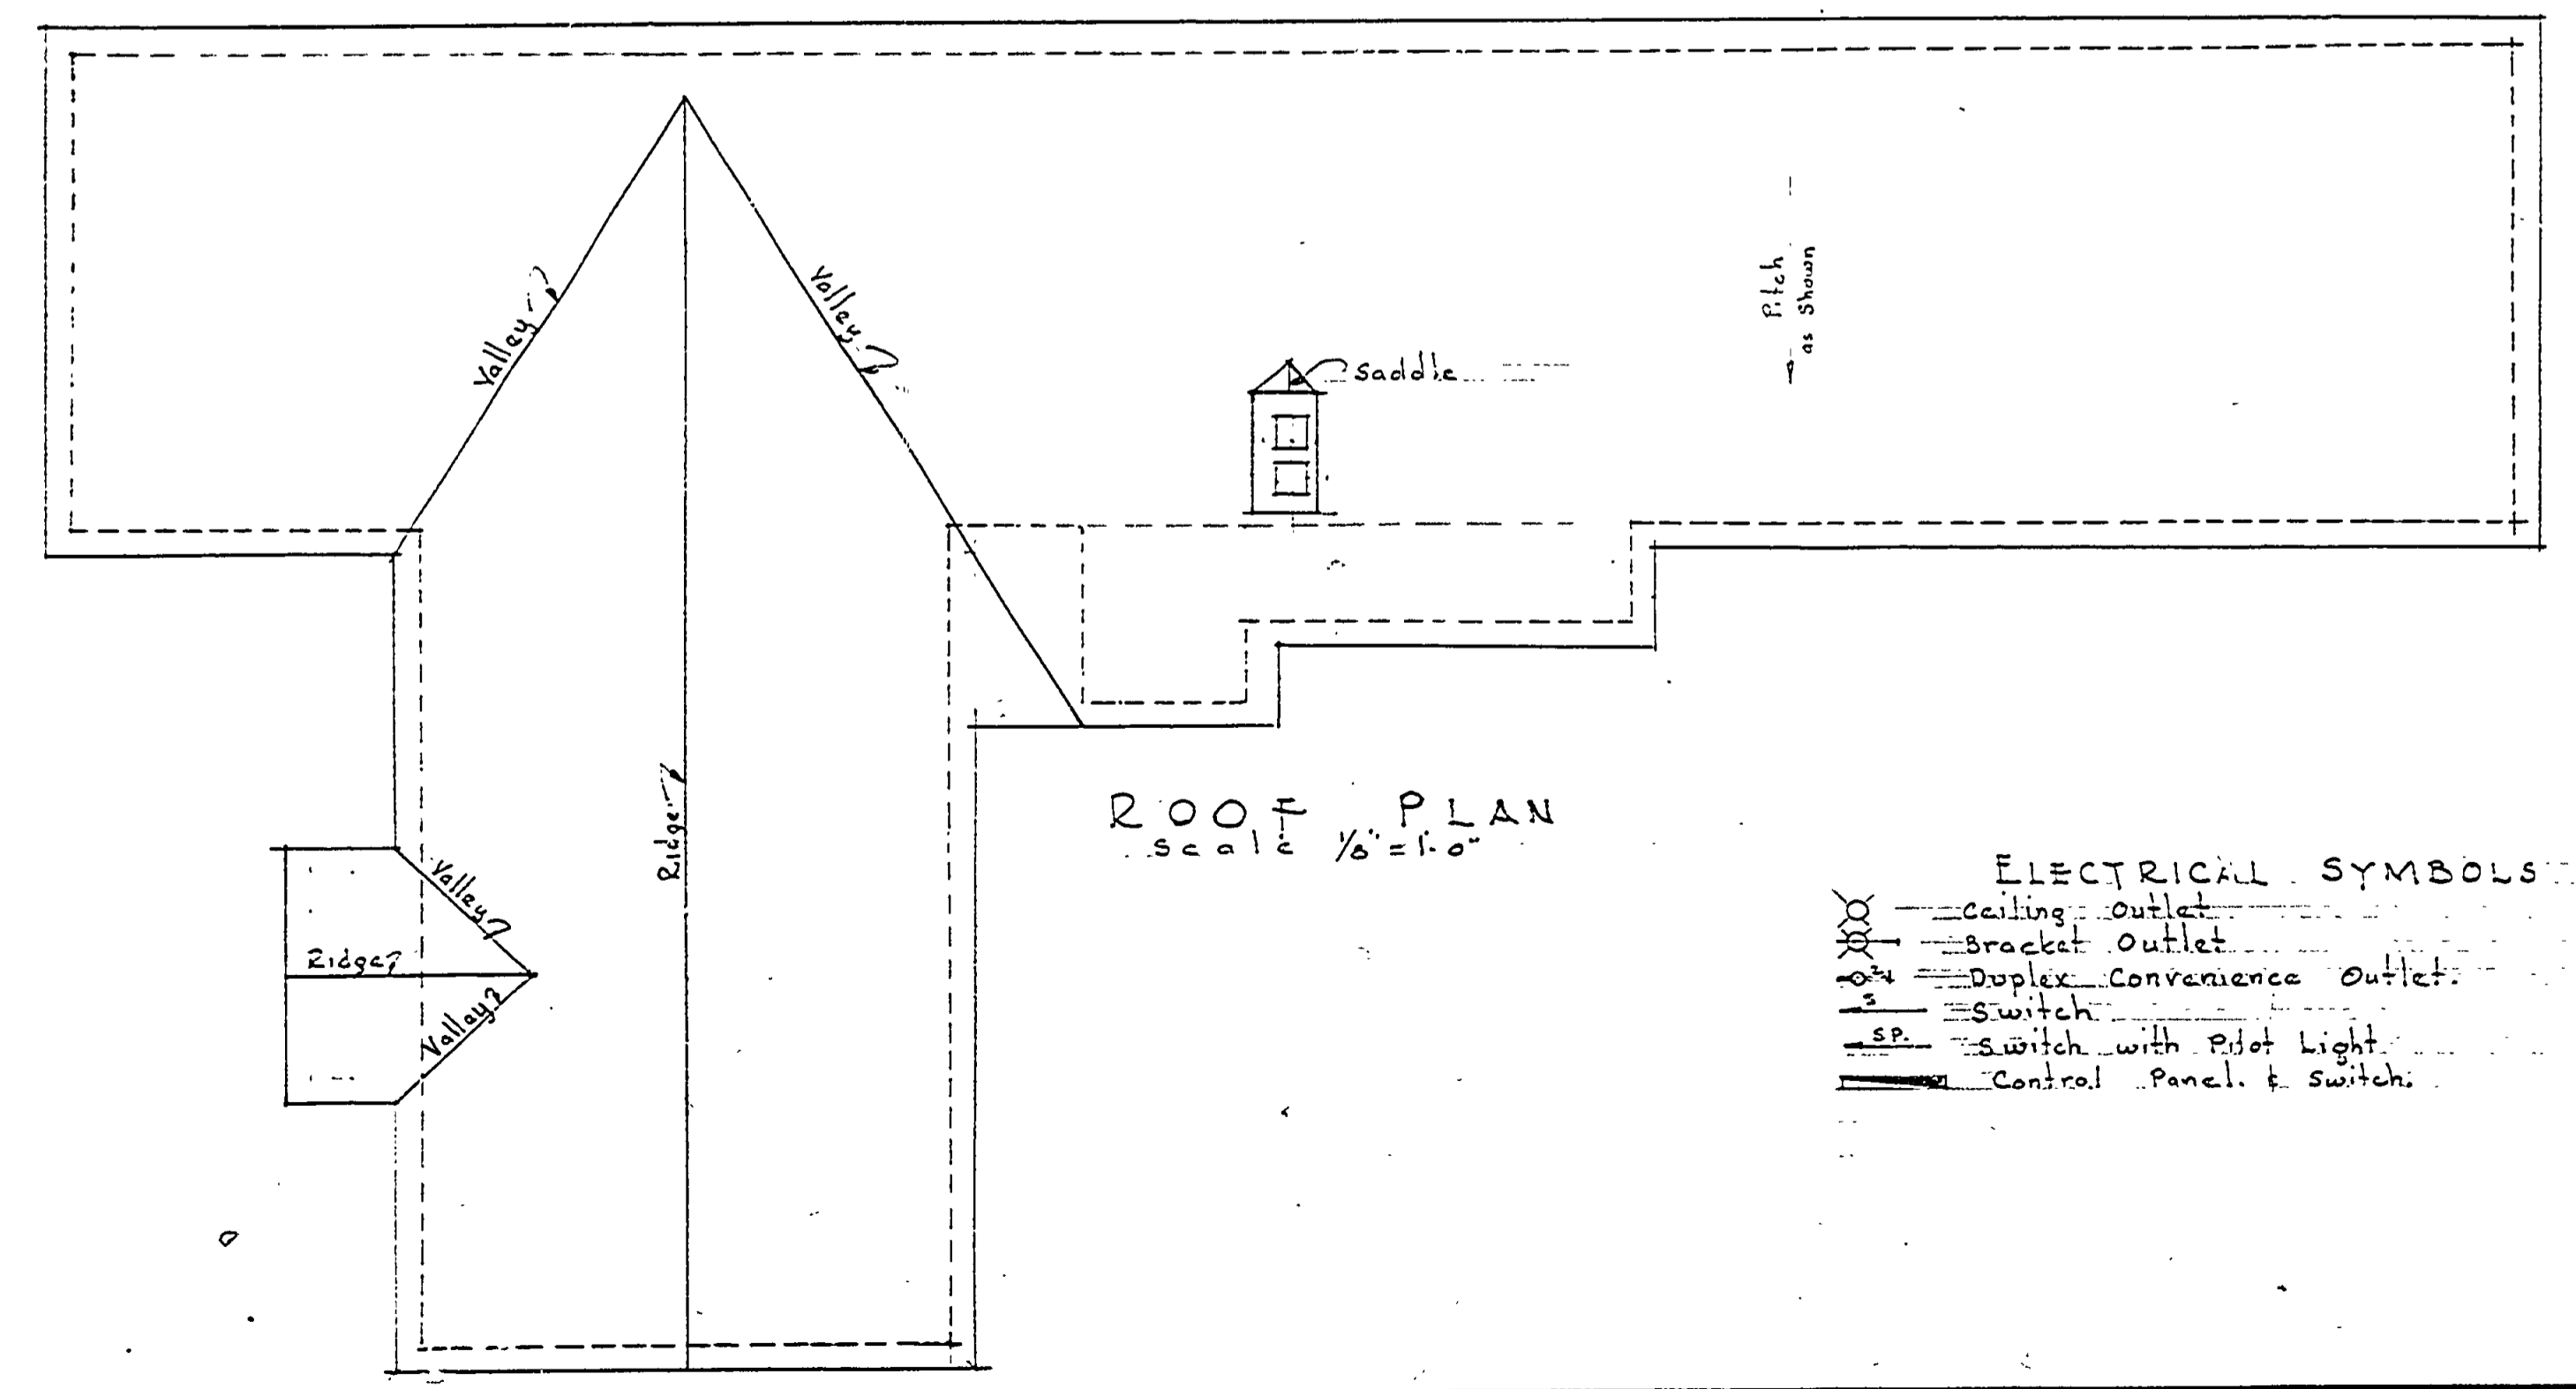 Valley
Valley
Saddle
Pitch
as Shown
Ridge
ROOF PLAN
Scale 1/8" = 1'-0"
Valley
Ridge
Valley
ELECTRICAL SYMBOLS
Ceiling Outlet
Bracket Outlet
2 Duplex Convenience Outlet.
S Switch
S.P. Switch with Pilot Light
Control Panel. & Switch.